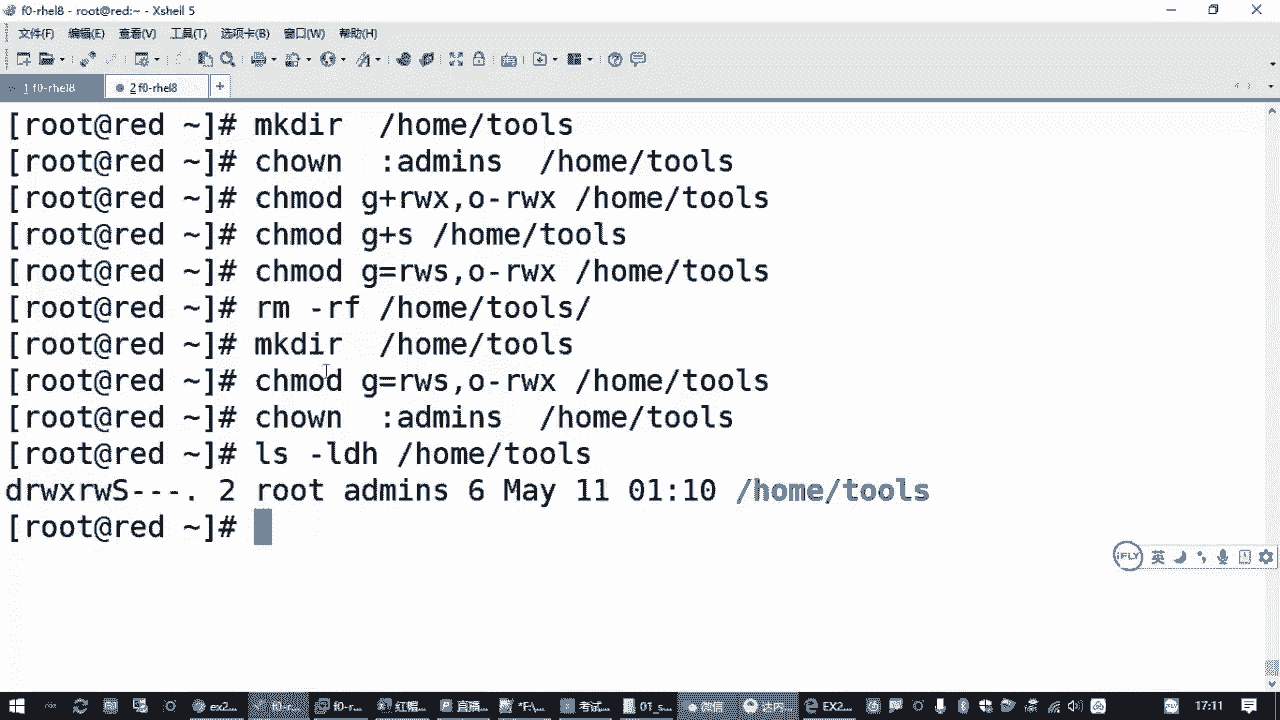 f0-rhel8 - root@red:~ - Xshell 5
文件(F) 编辑(E) 查看(V) 工具(T) 选项卡(B) 窗口(W) 帮助(H)
1 f0-rhel8 2 f0-rhel8 +
[root@red ~]# mkdir  /home/tools
[root@red ~]# chown  :admins  /home/tools
[root@red ~]# chmod g+rwx,o-rwx /home/tools
[root@red ~]# chmod g+s /home/tools
[root@red ~]# chmod g=rws,o-rwx /home/tools
[root@red ~]# rm -rf /home/tools/
[root@red ~]# mkdir  /home/tools
[root@red ~]# chmod g=rws,o-rwx /home/tools
[root@red ~]# chown  :admins  /home/tools
[root@red ~]# ls -ldh /home/tools
drwxrwS---. 2 root admins 6 May 11 01:10 /home/tools
[root@red ~]#
iFLY 英
ex2... f0-r... f0-r... 红帽... 直播... *F:\... 考试... 01_s... 微信 达内... EX2... 17:11